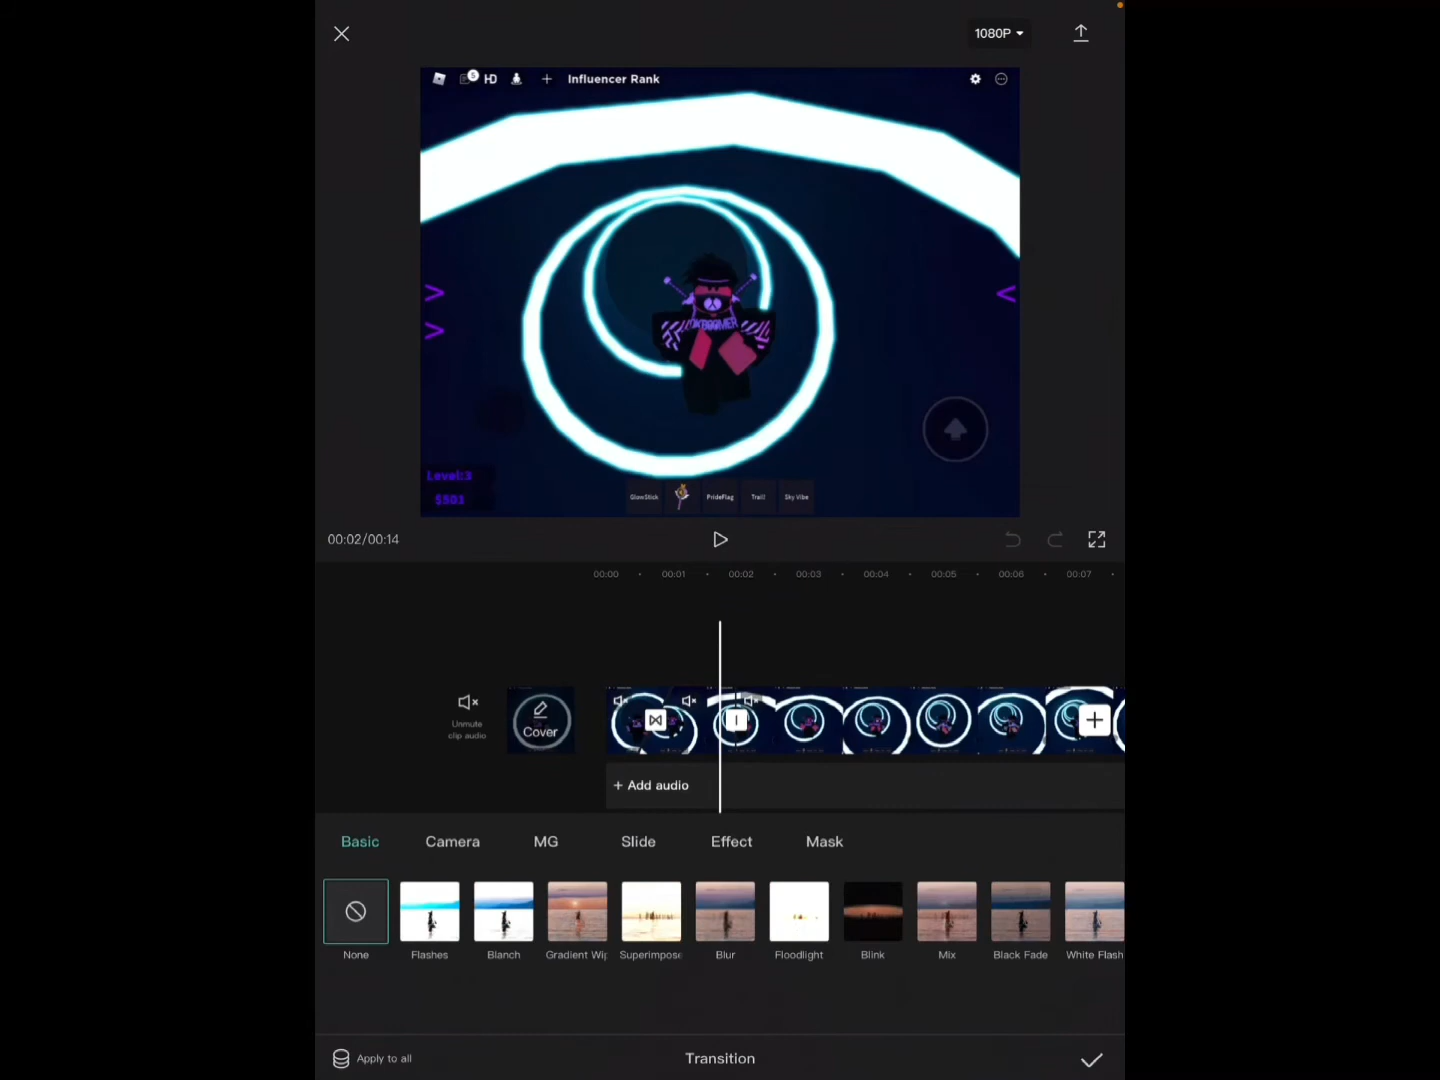 1080P
5 HD Influencer Rank
BOOMER
Level:3
$501
GlowStick PrideFlag Trail! Sky Vibe
00:02/00:14
00:00 00:01 00:02 00:03 00:04 00:05 00:06 00:07
Unmute
clip audio
Cover
+ Add audio
Basic Camera MG Slide Effect Mask
None Flashes Blanch Gradient Wip Superimpose Blur Floodlight Blink Mix Black Fade White Flash
Apply to all Transition